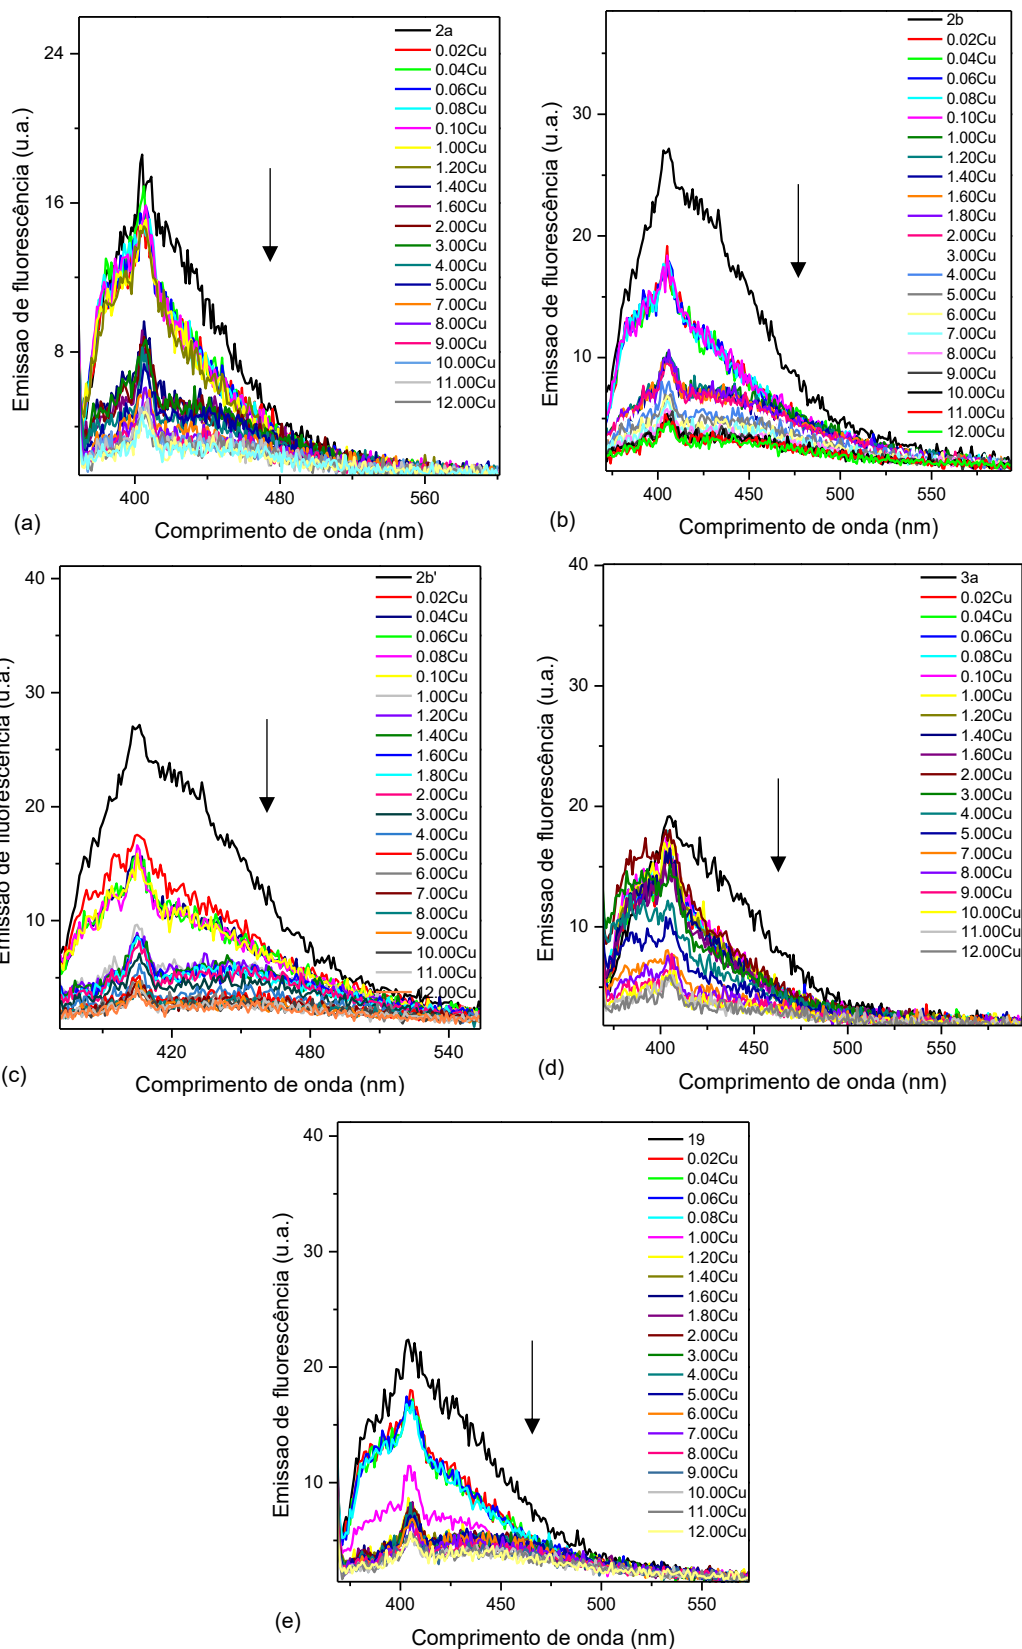 24
16
8
400
480
560
Emissao de fluorescência (u.a.)
Comprimento de onda (nm)
(a)
2a
0.02Cu
0.04Cu
0.06Cu
0.08Cu
0.10Cu
1.00Cu
1.20Cu
1.40Cu
1.60Cu
2.00Cu
3.00Cu
4.00Cu
5.00Cu
7.00Cu
8.00Cu
9.00Cu
10.00Cu
11.00Cu
12.00Cu
30
20
10
400
450
500
550
Emissao de fluorescência (u.a.)
Comprimento de onda (nm)
(b)
2b
0.02Cu
0.04Cu
0.06Cu
0.08Cu
0.10Cu
1.00Cu
1.20Cu
1.40Cu
1.60Cu
1.80Cu
2.00Cu
3.00Cu
4.00Cu
5.00Cu
6.00Cu
7.00Cu
8.00Cu
9.00Cu
10.00Cu
11.00Cu
12.00Cu
40
30
20
10
420
480
540
Emissao de fluorescência (u.a.)
Comprimento de onda (nm)
(c)
2b'
0.02Cu
0.04Cu
0.06Cu
0.08Cu
0.10Cu
1.00Cu
1.20Cu
1.40Cu
1.60Cu
1.80Cu
2.00Cu
3.00Cu
4.00Cu
5.00Cu
6.00Cu
7.00Cu
8.00Cu
9.00Cu
10.00Cu
11.00Cu
12.00Cu
40
30
20
10
400
450
500
550
Emissao de fluorescência (u.a.)
Comprimento de onda (nm)
(d)
3a
0.02Cu
0.04Cu
0.06Cu
0.08Cu
0.10Cu
1.00Cu
1.20Cu
1.40Cu
1.60Cu
2.00Cu
3.00Cu
4.00Cu
5.00Cu
7.00Cu
8.00Cu
9.00Cu
10.00Cu
11.00Cu
12.00Cu
40
30
20
10
400
450
500
550
Emissao de fluorescência (u.a.)
Comprimento de onda (nm)
(e)
19
0.02Cu
0.04Cu
0.06Cu
0.08Cu
1.00Cu
1.20Cu
1.40Cu
1.60Cu
1.80Cu
2.00Cu
3.00Cu
4.00Cu
5.00Cu
6.00Cu
7.00Cu
8.00Cu
9.00Cu
10.00Cu
11.00Cu
12.00Cu